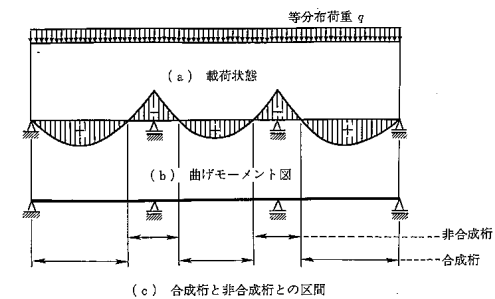 等分布荷重 q
(a) 載荷状態
− −
+ + +
(b) 曲げモーメント図
非合成桁
合成桁
(c) 合成桁と非合成桁との区間